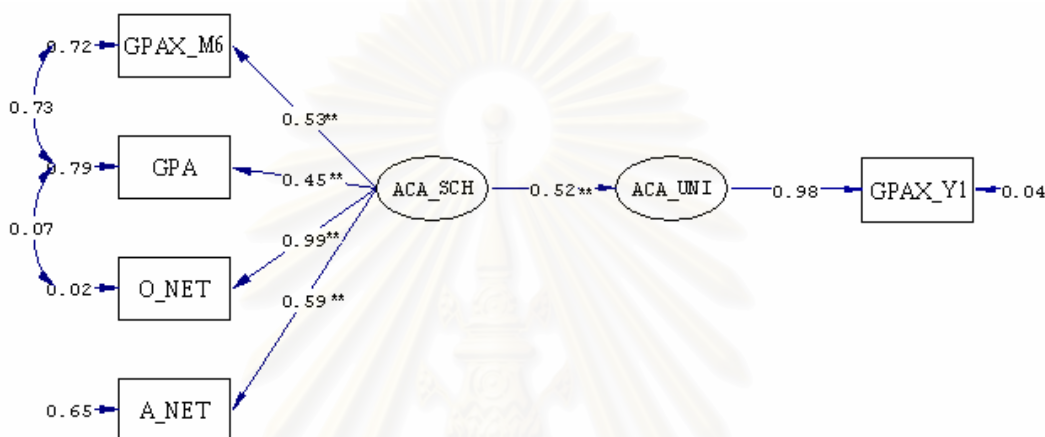 0.72
GPAX_M6
0.73
0.53**
0.79
GPA
0.45**
ACA_SCH
0.52**
ACA_UNI
0.98
GPAX_Y1
0.04
0.07
0.99**
0.02
O_NET
0.59**
0.65
A_NET